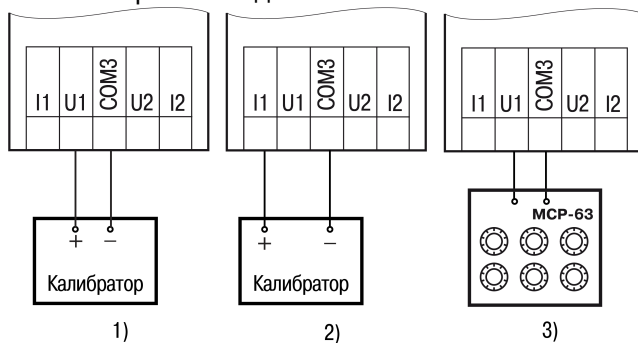 I1 U1 COM3 U2 I2
I1 U1 COM3 U2 I2
I1 U1 COM3 U2 I2
+ −
Калибратор
+ −
Калибратор
МСР-63
1)
2)
3)